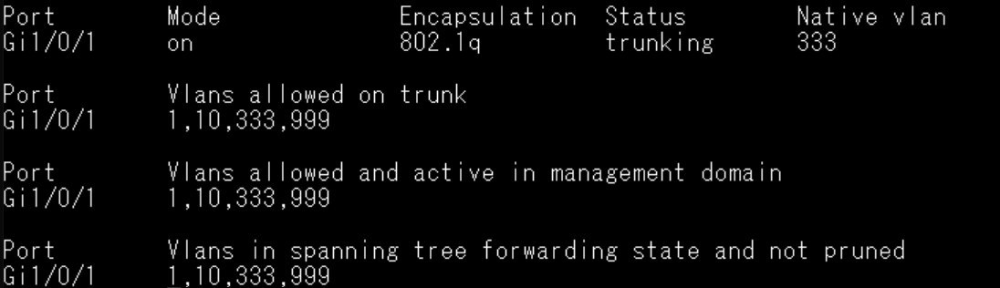 Port Mode Encapsulation Status Native vlan
Gi1/0/1 on 802.1q trunking 333
Port Vlans allowed on trunk
Gi1/0/1 1,10,333,999
Port Vlans allowed and active in management domain
Gi1/0/1 1,10,333,999
Port Vlans in spanning tree forwarding state and not pruned
Gi1/0/1 1,10,333,999